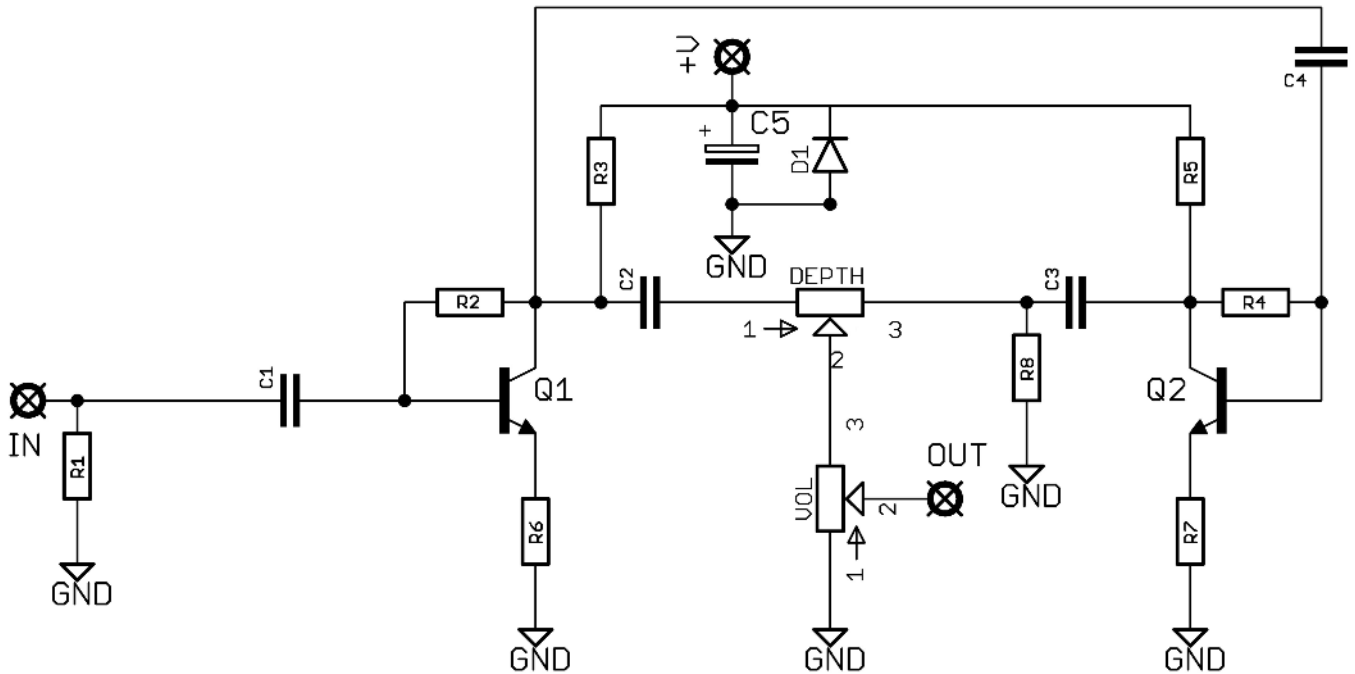 +V
C4
C5
+
D1
R3
R5
GND
C2
DEPTH
C3
R2
R4
1
3
2
C1
Q1
R8
Q2
IN
R1
3
OUT
VOL
2
GND
R6
R7
1
GND
GND
GND
GND